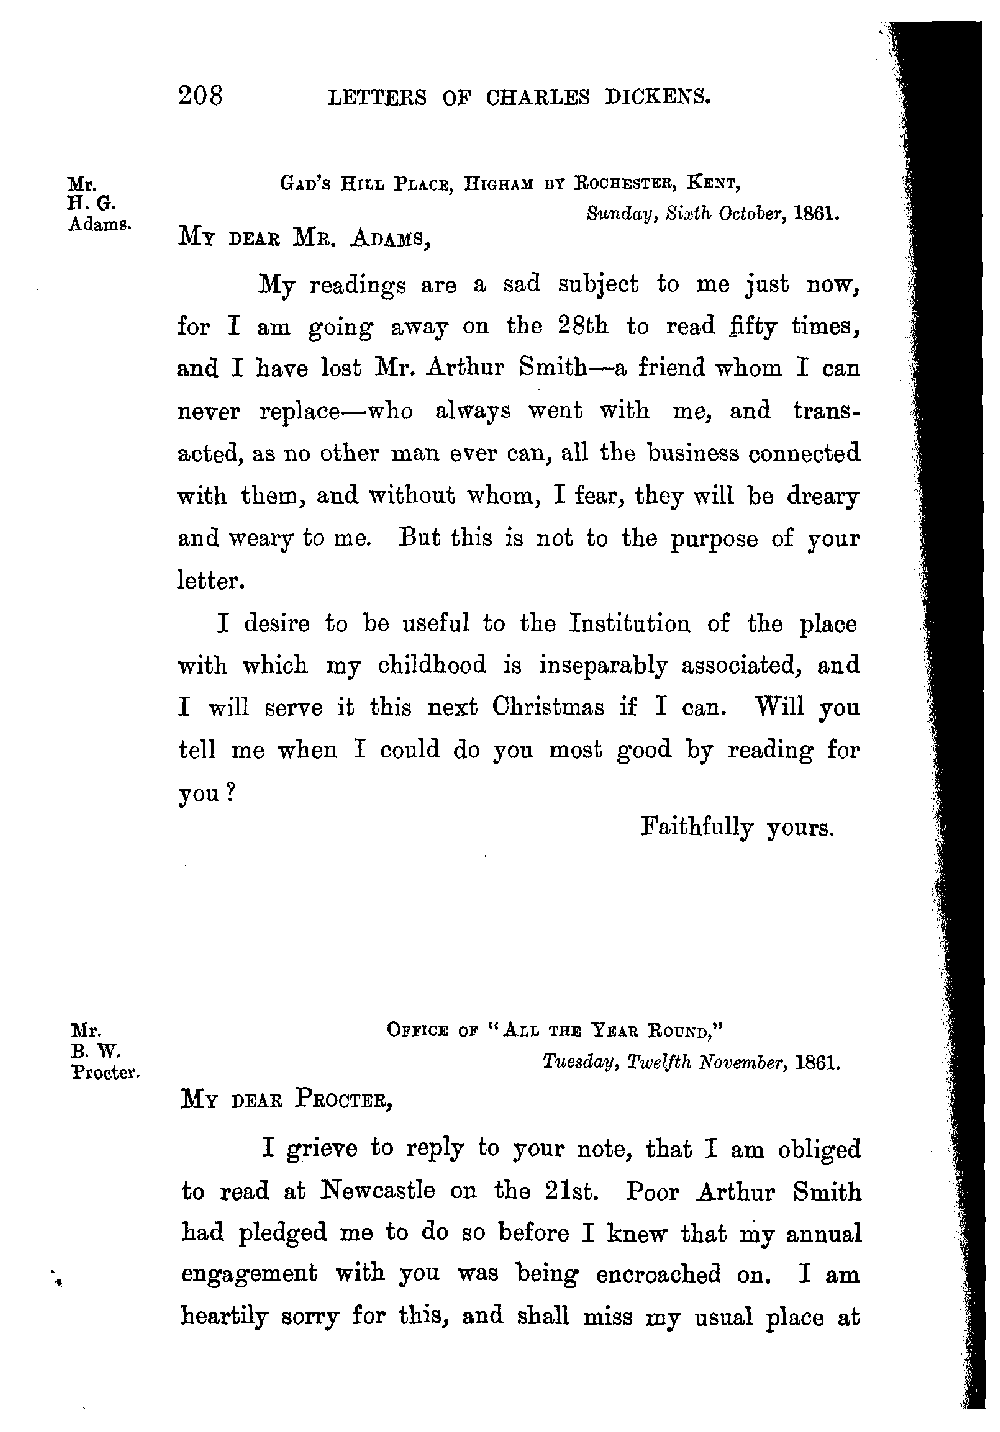 208 LETTERS OF CHARLES DICKENS.
Mr.
H. G.
Adams.
GAD'S HILL PLACE, HIGHAM BY ROCHESTER, KENT,
Sunday, Sixth October, 1861.
MY DEAR MR. ADAMS,
My readings are a sad subject to me just now,
for I am going away on the 28th to read fifty times,
and I have lost Mr. Arthur Smith—a friend whom I can
never replace—who always went with me, and trans-
acted, as no other man ever can, all the business connected
with them, and without whom, I fear, they will be dreary
and weary to me. But this is not to the purpose of your
letter.
I desire to be useful to the Institution of the place
with which my childhood is inseparably associated, and
I will serve it this next Christmas if I can. Will you
tell me when I could do you most good by reading for
you?
Faithfully yours.
Mr.
B. W.
Procter.
OFFICE OF "ALL THE YEAR ROUND,"
Tuesday, Twelfth November, 1861.
MY DEAR PROCTER,
I grieve to reply to your note, that I am obliged
to read at Newcastle on the 21st. Poor Arthur Smith
had pledged me to do so before I knew that my annual
engagement with you was being encroached on. I am
heartily sorry for this, and shall miss my usual place at